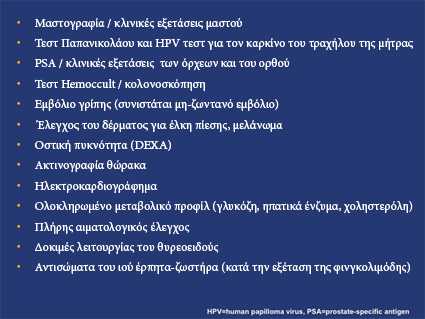 • Μαστογραφία / κλινικές εξετάσεις μαστού
• Τεστ Παπανικολάου και HPV τεστ για τον καρκίνο του τραχήλου της μήτρας
• PSA / κλινικές εξετάσεις των όρχεων και του ορθού
• Τεστ Hemoccult / κολονοσκόπηση
• Εμβόλιο γρίπης (συνιστάται μη-ζωντανό εμβόλιο)
• Έλεγχος του δέρματος για έλκη πίεσης, μελάνωμα
• Οστική πυκνότητα (DEXA)
• Ακτινογραφία θώρακα
• Ηλεκτροκαρδιογράφημα
• Ολοκληρωμένο μεταβολικό προφίλ (γλυκόζη, ηπατικά ένζυμα, χοληστερόλη)
• Πλήρης αιματολογικός έλεγχος
• Δοκιμές λειτουργίας του θυρεοειδούς
• Αντισώματα του ιού έρπητα-ζωστήρα (κατά την εξέταση της φινγκολιμόδης)
HPV=human papilloma virus, PSA=prostate-specific antigen